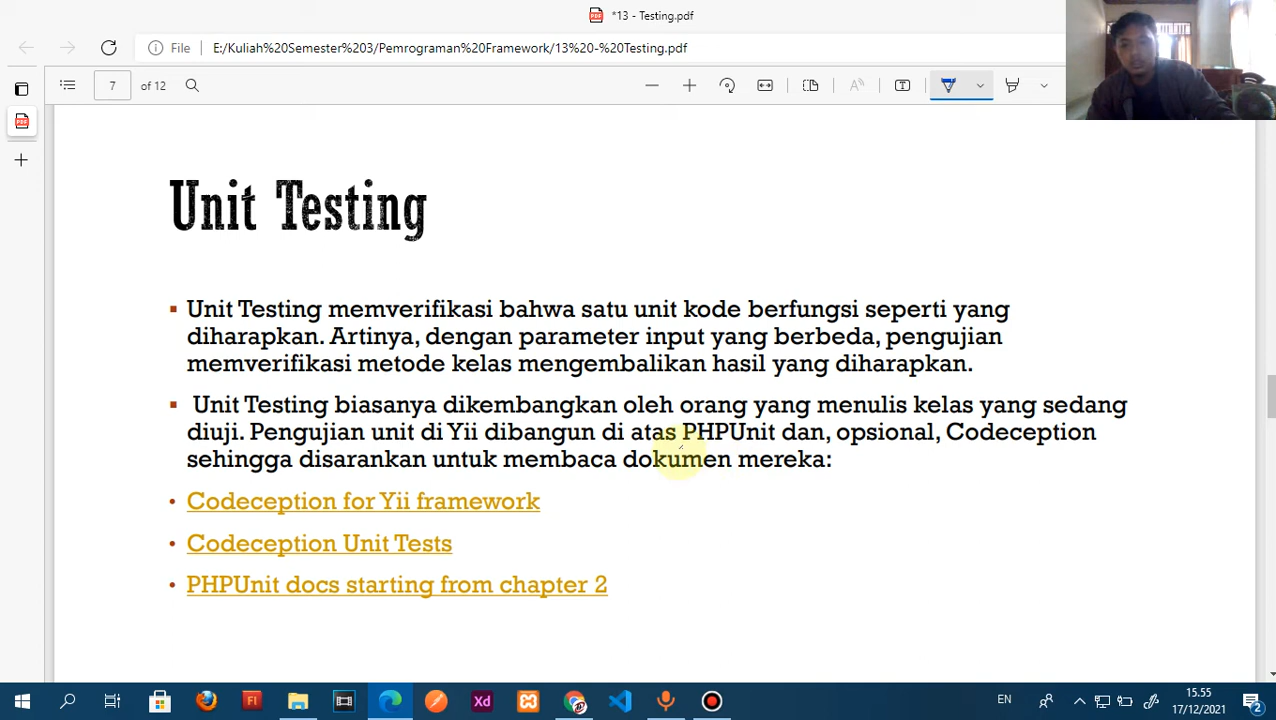 *13 - Testing.pdf
File E:/Kuliah%20Semester%203/Pemrograman%20Framework/13%20-%20Testing.pdf
7 of 12
Unit Testing
Unit Testing memverifikasi bahwa satu unit kode berfungsi seperti yang
diharapkan. Artinya, dengan parameter input yang berbeda, pengujian
memverifikasi metode kelas mengembalikan hasil yang diharapkan.
Unit Testing biasanya dikembangkan oleh orang yang menulis kelas yang sedang
diuji. Pengujian unit di Yii dibangun di atas PHPUnit dan, opsional, Codeception
sehingga disarankan untuk membaca dokumen mereka:
Codeception for Yii framework
Codeception Unit Tests
PHPUnit docs starting from chapter 2
EN
15.55
17/12/2021
2